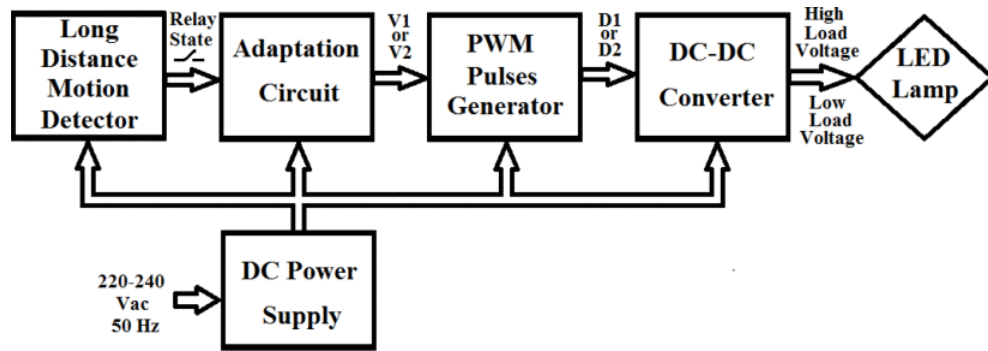 Long
Distance
Motion
Detector
Relay
State
Adaptation
Circuit
V1
or
V2
PWM
Pulses
Generator
D1
or
D2
DC-DC
Converter
High
Load
Voltage
Low
Load
Voltage
LED
Lamp
220-240
Vac
50 Hz
DC Power
Supply